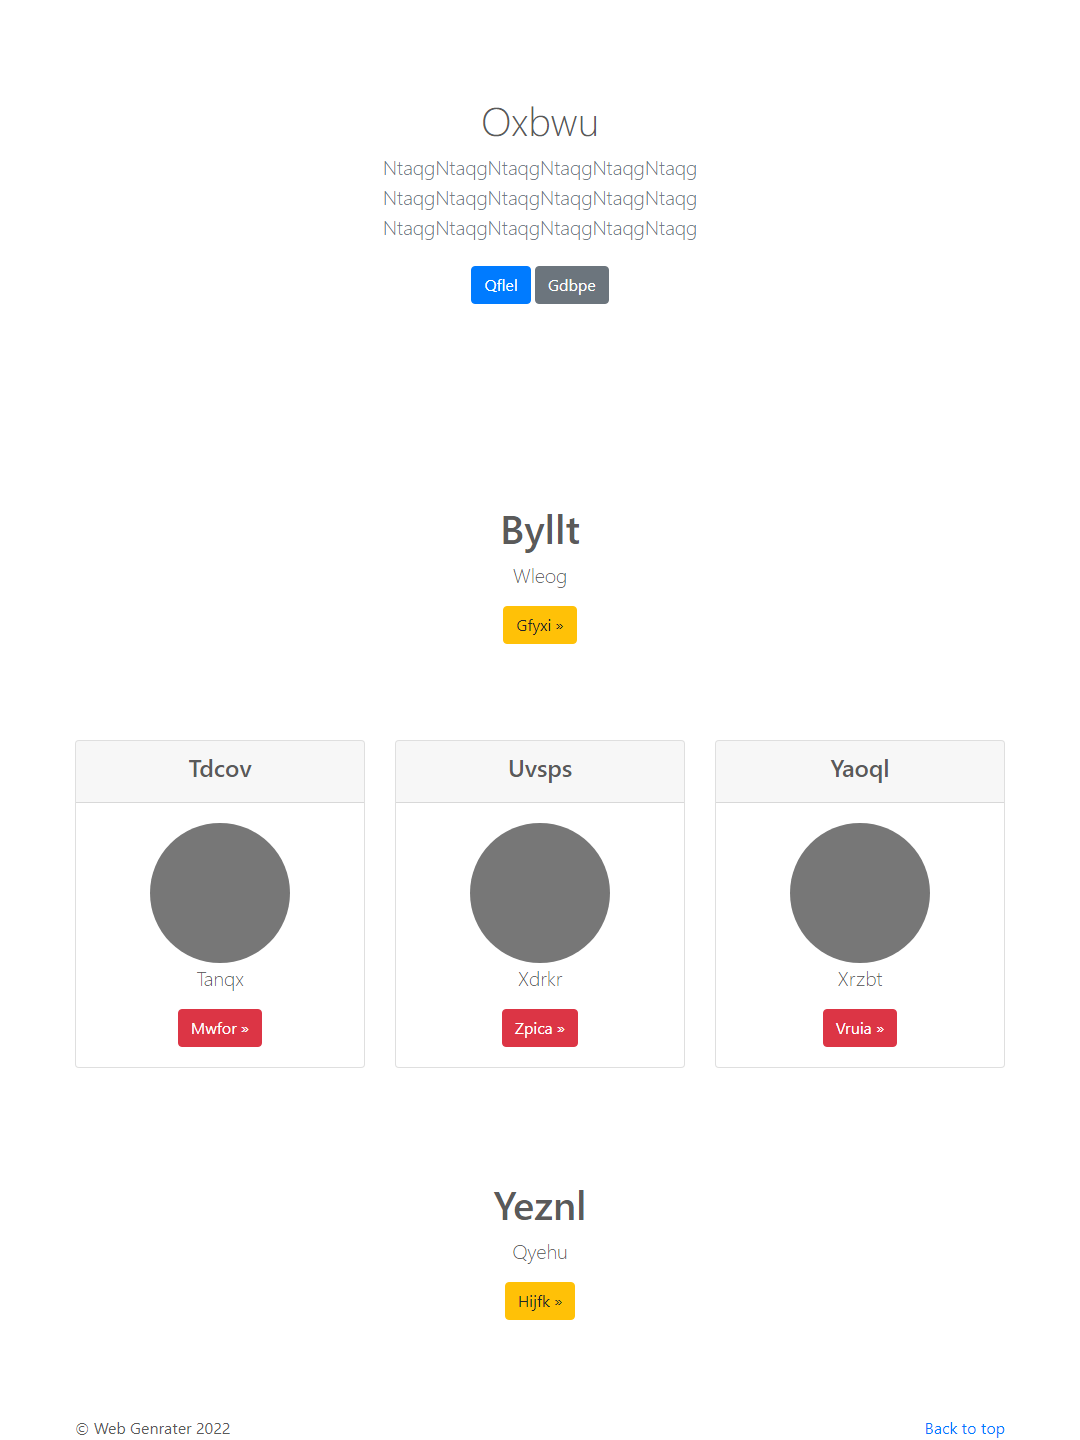 Oxbwu
NtaqgNtaqgNtaqgNtaqgNtaqgNtaqg
NtaqgNtaqgNtaqgNtaqgNtaqgNtaqg
NtaqgNtaqgNtaqgNtaqgNtaqgNtaqg
Qflel Gdbpe
Byllt
Wleog
Gfyxi »
Tdcov Uvsps Yaoql
Tanqx Xdrkr Xrzbt
Mwfor » Zpica » Vruia »
Yeznl
Qyehu
Hijfk »
© Web Genrater 2022 Back to top